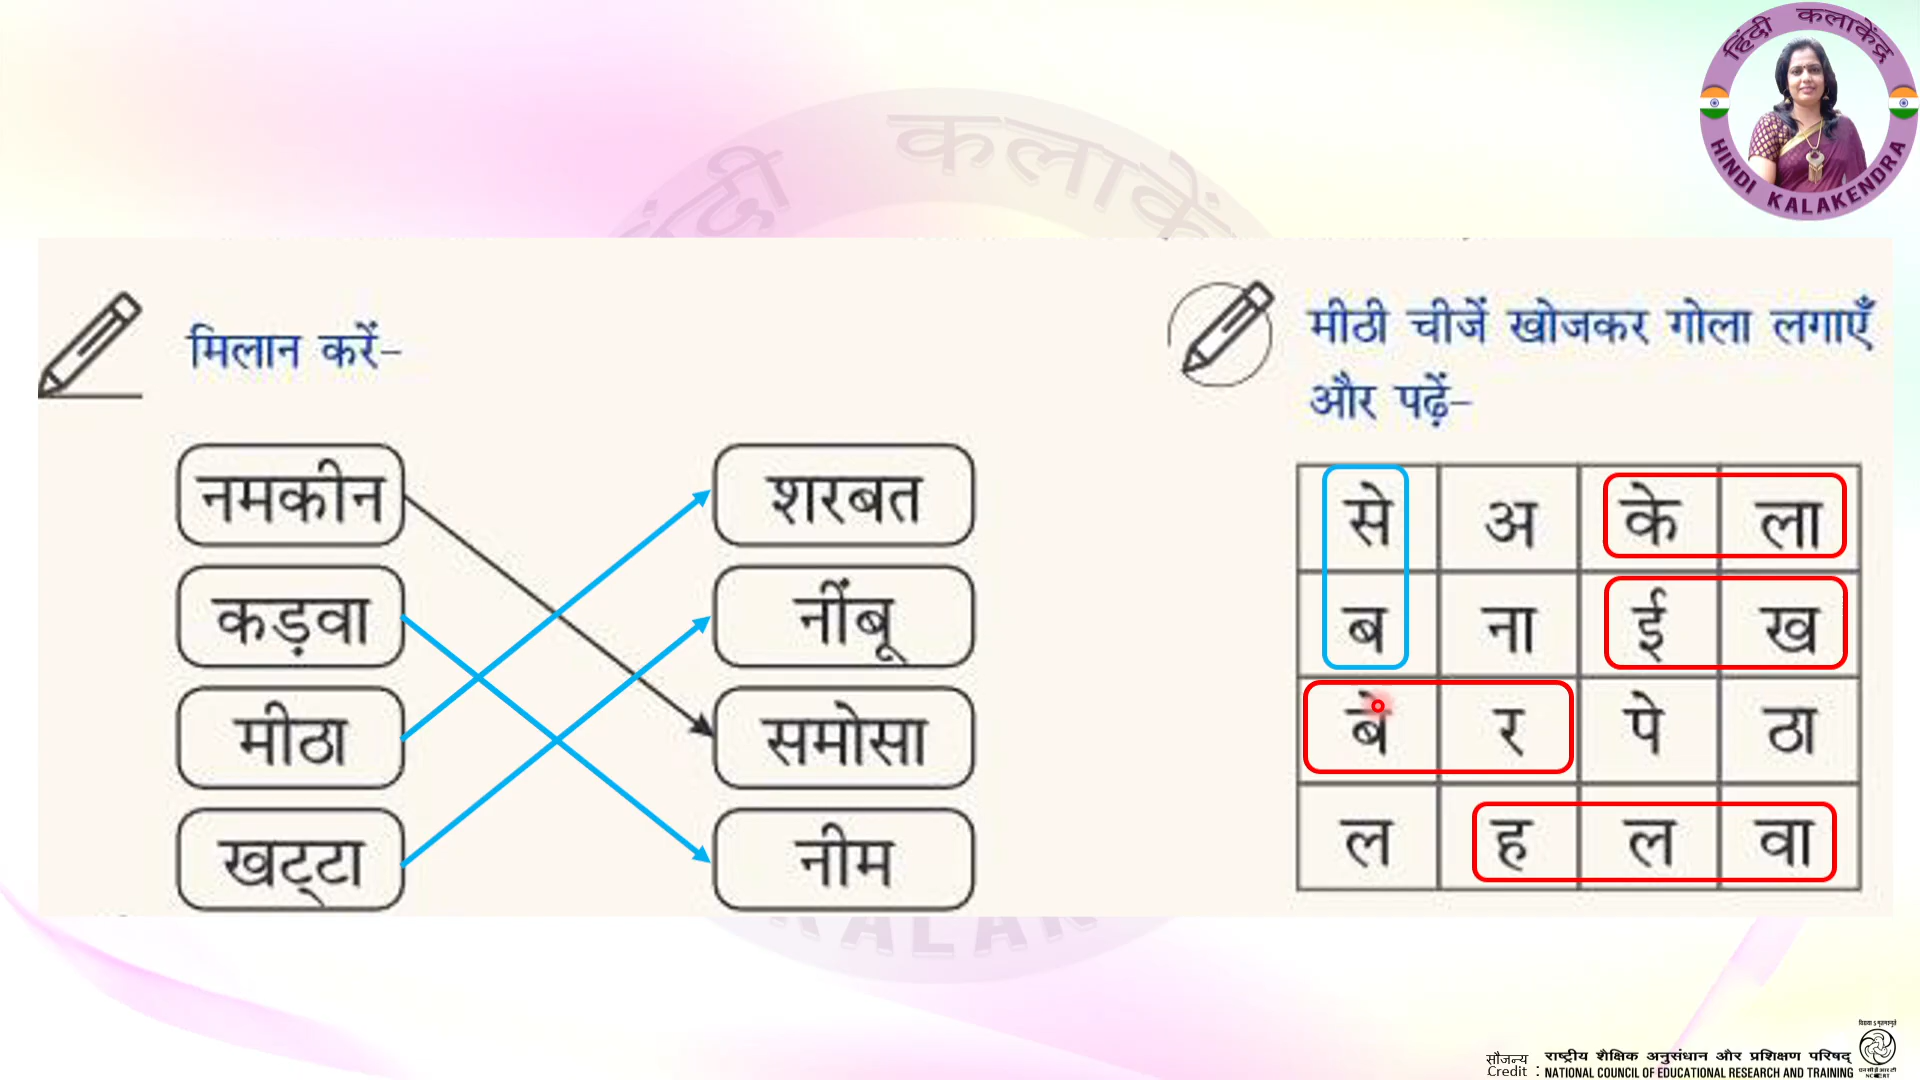 हिंदी कलाकेंद्र
HINDI KALAKENDRA
मिलान करें-
नमकीन
कड़वा
मीठा
खट्टा
शरबत
नींबू
समोसा
नीम
मीठी चीजें खोजकर गोला लगाएँ
और पढ़ें-
से अ के ला
ब ना ई ख
बे र पे ठा
ल ह ल वा
सौजन्य राष्ट्रीय शैक्षिक अनुसंधान और प्रशिक्षण परिषद्
Credit : NATIONAL COUNCIL OF EDUCATIONAL RESEARCH AND TRAINING